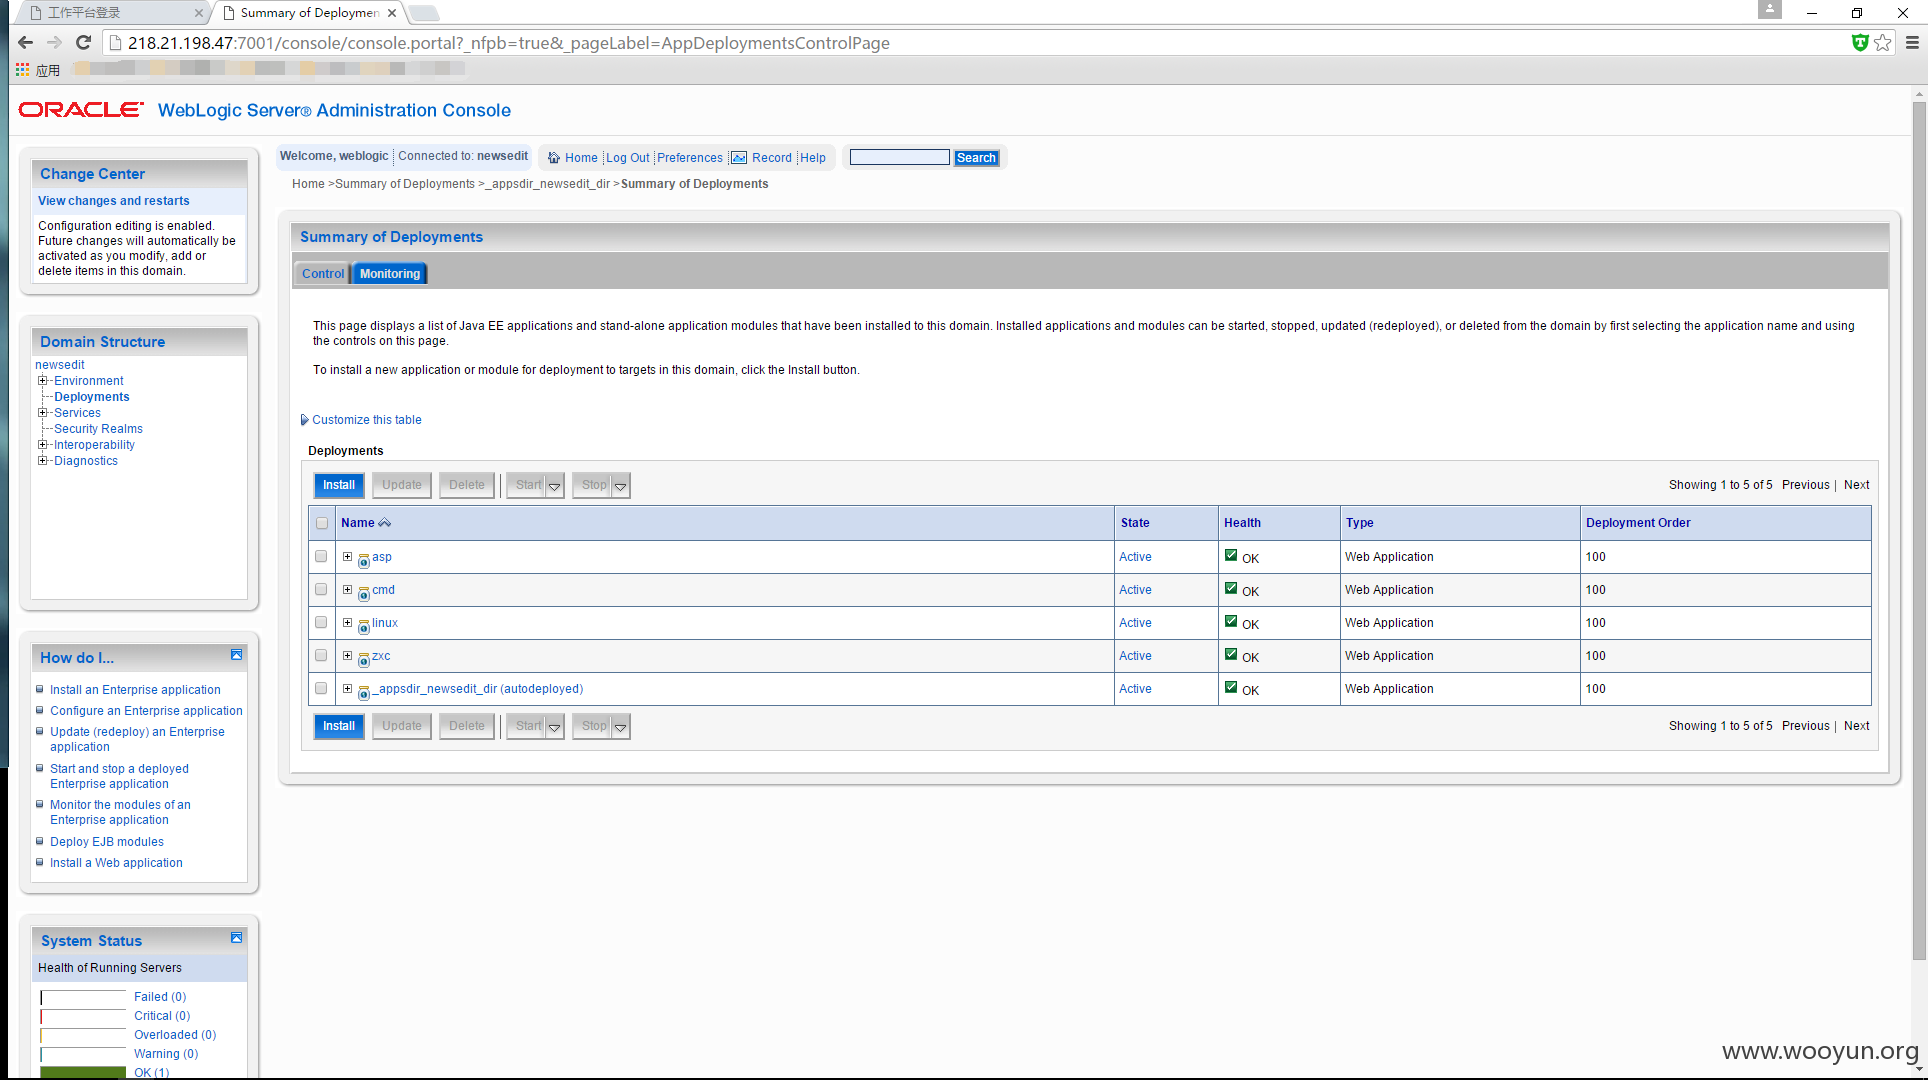 工作平台登录
Summary of Deploymen
218.21.198.47:7001/console/console.portal?_nfpb=true&_pageLabel=AppDeploymentsControlPage
应用
ORACLE WebLogic Server® Administration Console
Change Center
View changes and restarts
Configuration editing is enabled.
Future changes will automatically be
activated as you modify, add or
delete items in this domain.
Domain Structure
newsedit
Environment
Deployments
Services
Security Realms
Interoperability
Diagnostics
How do I...
Install an Enterprise application
Configure an Enterprise application
Update (redeploy) an Enterprise
application
Start and stop a deployed
Enterprise application
Monitor the modules of an
Enterprise application
Deploy EJB modules
Install a Web application
System Status
Health of Running Servers
Failed (0)
Critical (0)
Overloaded (0)
Warning (0)
OK (1)
Welcome, weblogic Connected to: newsedit Home Log Out Preferences Record Help Search
Home >Summary of Deployments >_appsdir_newsedit_dir >Summary of Deployments
Summary of Deployments
Control Monitoring
This page displays a list of Java EE applications and stand-alone application modules that have been installed to this domain. Installed applications and modules can be started, stopped, updated (redeployed), or deleted from the domain by first selecting the application name and using
the controls on this page.
To install a new application or module for deployment to targets in this domain, click the Install button.
Customize this table
Deployments
Install Update Delete Start Stop Showing 1 to 5 of 5 Previous | Next
Name State Health Type Deployment Order
asp Active OK Web Application 100
cmd Active OK Web Application 100
linux Active OK Web Application 100
zxc Active OK Web Application 100
_appsdir_newsedit_dir (autodeployed) Active OK Web Application 100
Install Update Delete Start Stop Showing 1 to 5 of 5 Previous | Next
www.wooyun.org